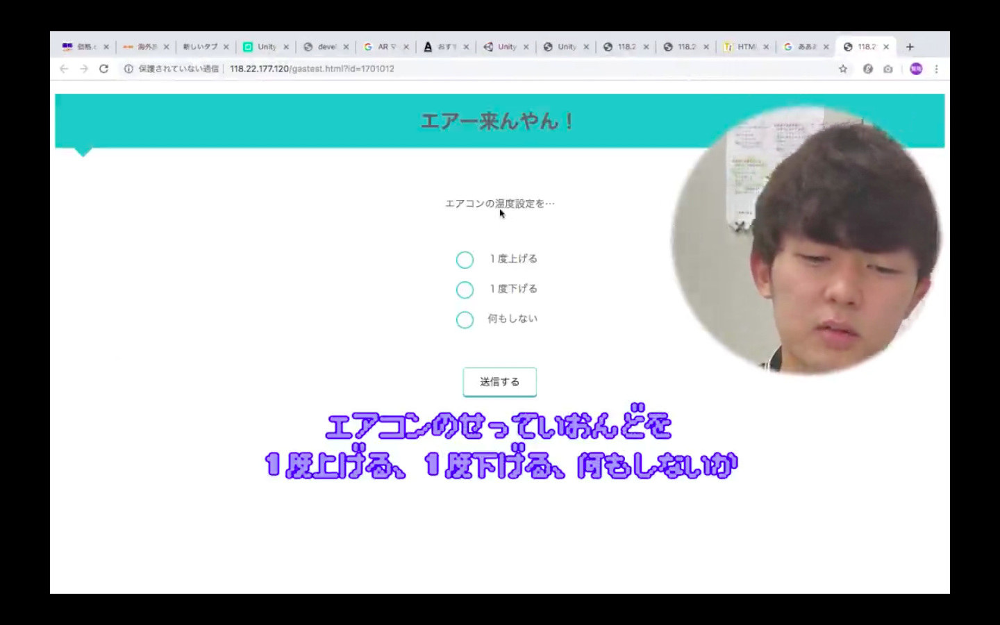 価格.c
海外
新しいタブ
Unity
deve
AR マ
おす
Unity
Unity
118.2
118.2
HTM
ああ
118.2
保護されていない通信 118.22.177.120/gastest.html?id=1701012
エアー来んやん！
エアコンの温度設定を…
1度上げる
1度下げる
何もしない
送信する
エアコンのせっていおんどを
1度上げる、1度下げる、何もしないか